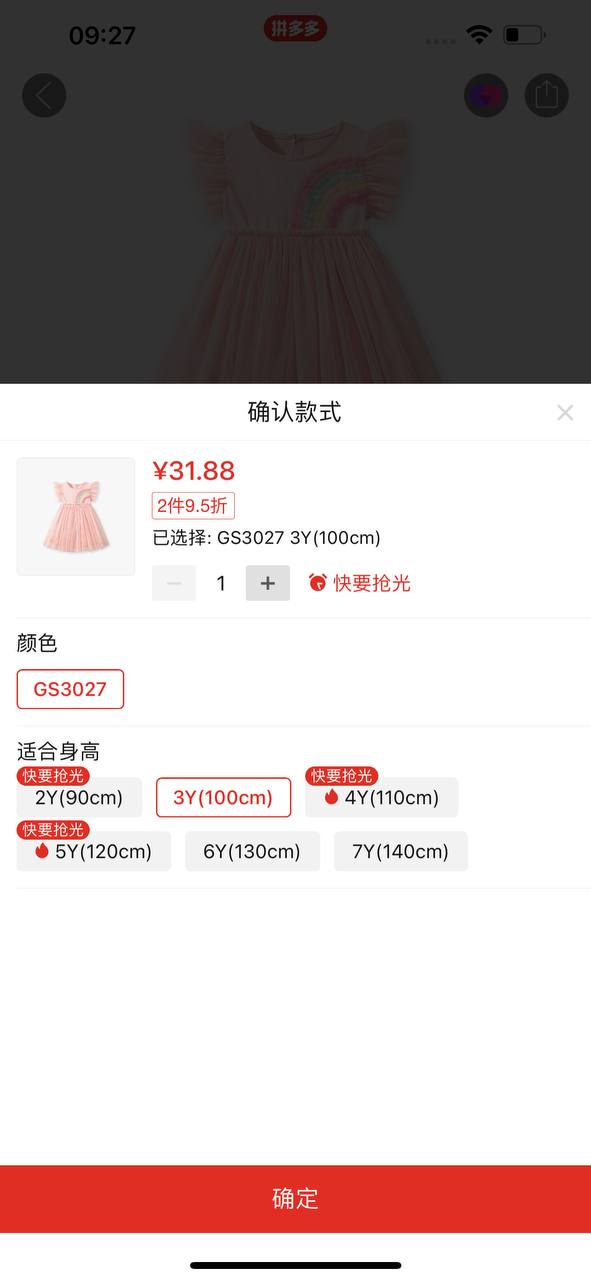 09:27
拼多多
确认款式
¥31.88
2件9.5折
已选择: GS3027 3Y(100cm)
1
快要抢光
颜色
GS3027
适合身高
快要抢光
2Y(90cm)
3Y(100cm)
快要抢光
4Y(110cm)
快要抢光
5Y(120cm)
6Y(130cm)
7Y(140cm)
确定